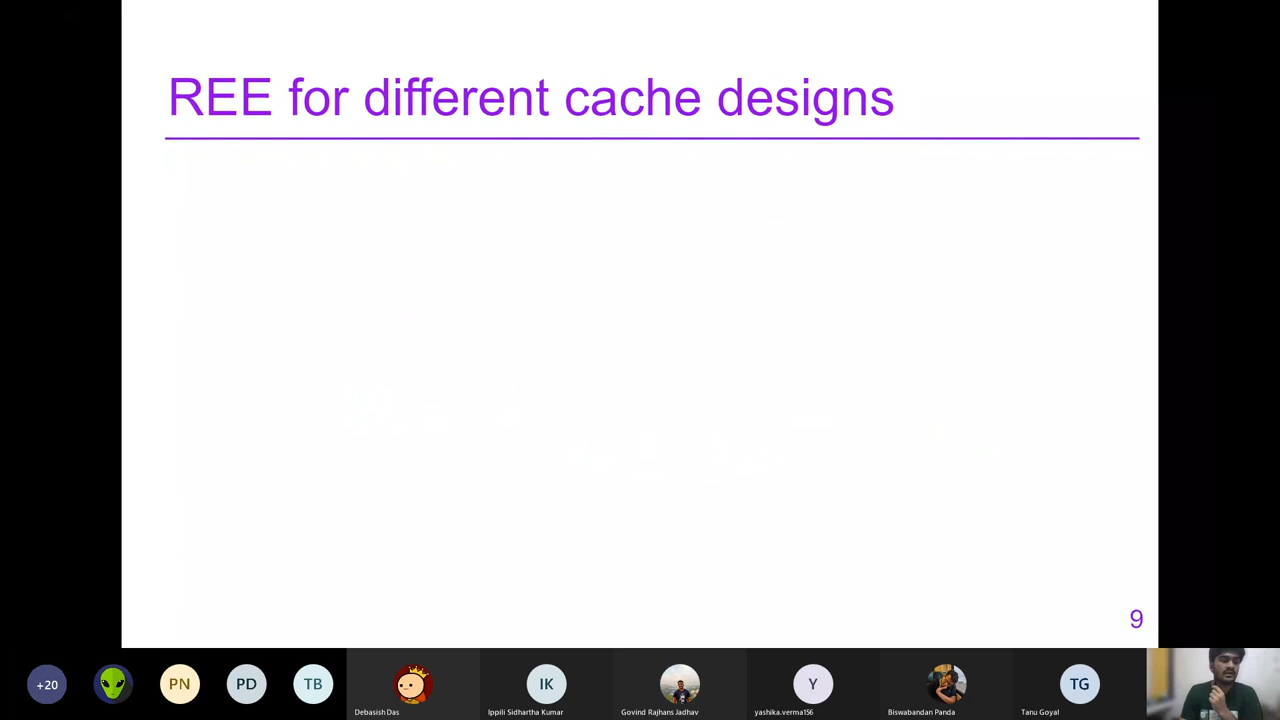 REE for different cache designs
9
+20
PN
PD
TB
IK
Y
TG
Debasish Das
Ippili Sidhartha Kumar
Govind Rajhans Jadhav
yashika.verma156
Biswabandan Panda
Tanu Goyal